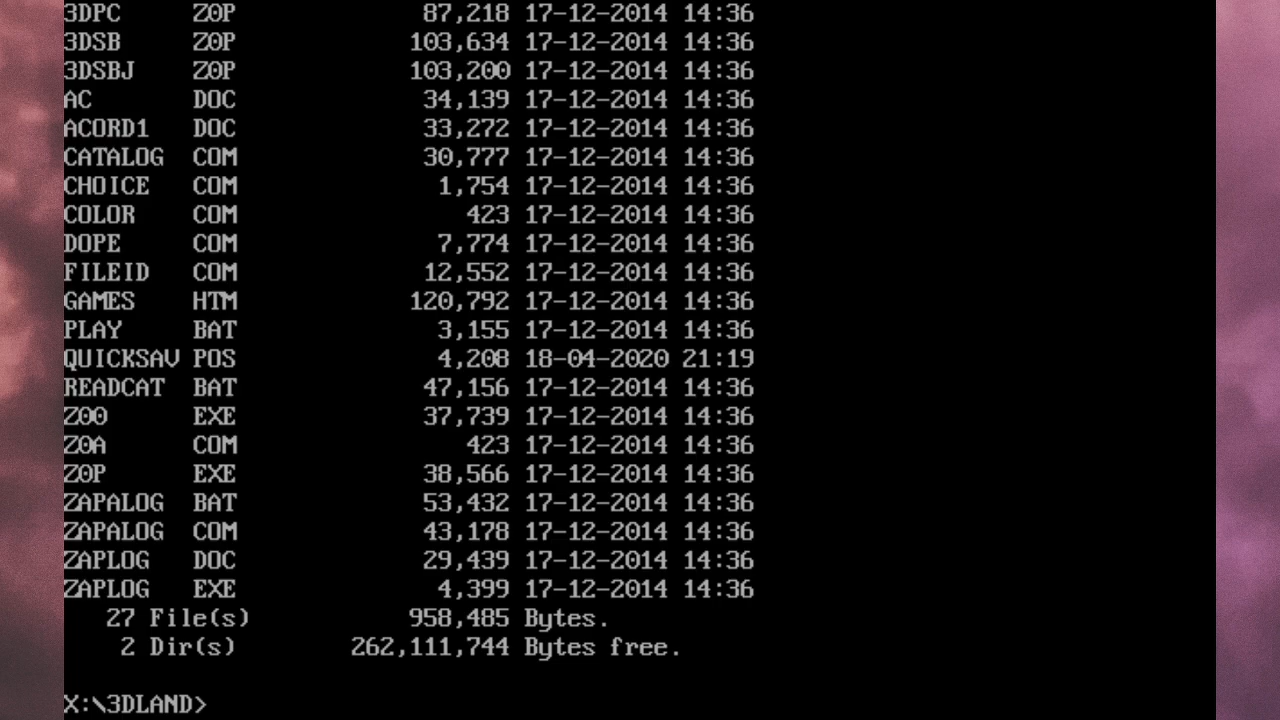 3DPC Z0P 87,218 17-12-2014 14:36
3DSB Z0P 103,634 17-12-2014 14:36
3DSBJ Z0P 103,200 17-12-2014 14:36
AC DOC 34,139 17-12-2014 14:36
ACORD1 DOC 33,272 17-12-2014 14:36
CATALOG COM 30,777 17-12-2014 14:36
CHOICE COM 1,754 17-12-2014 14:36
COLOR COM 423 17-12-2014 14:36
DOPE COM 7,774 17-12-2014 14:36
FILEID COM 12,552 17-12-2014 14:36
GAMES HTM 120,792 17-12-2014 14:36
PLAY BAT 3,155 17-12-2014 14:36
QUICKSAV POS 4,208 18-04-2020 21:19
READCAT BAT 47,156 17-12-2014 14:36
Z00 EXE 37,739 17-12-2014 14:36
Z0A COM 423 17-12-2014 14:36
Z0P EXE 38,566 17-12-2014 14:36
ZAPALOG BAT 53,432 17-12-2014 14:36
ZAPALOG COM 43,178 17-12-2014 14:36
ZAPLOG DOC 29,439 17-12-2014 14:36
ZAPLOG EXE 4,399 17-12-2014 14:36
27 File(s) 958,485 Bytes.
2 Dir(s) 262,111,744 Bytes free.
X:\3DLAND>